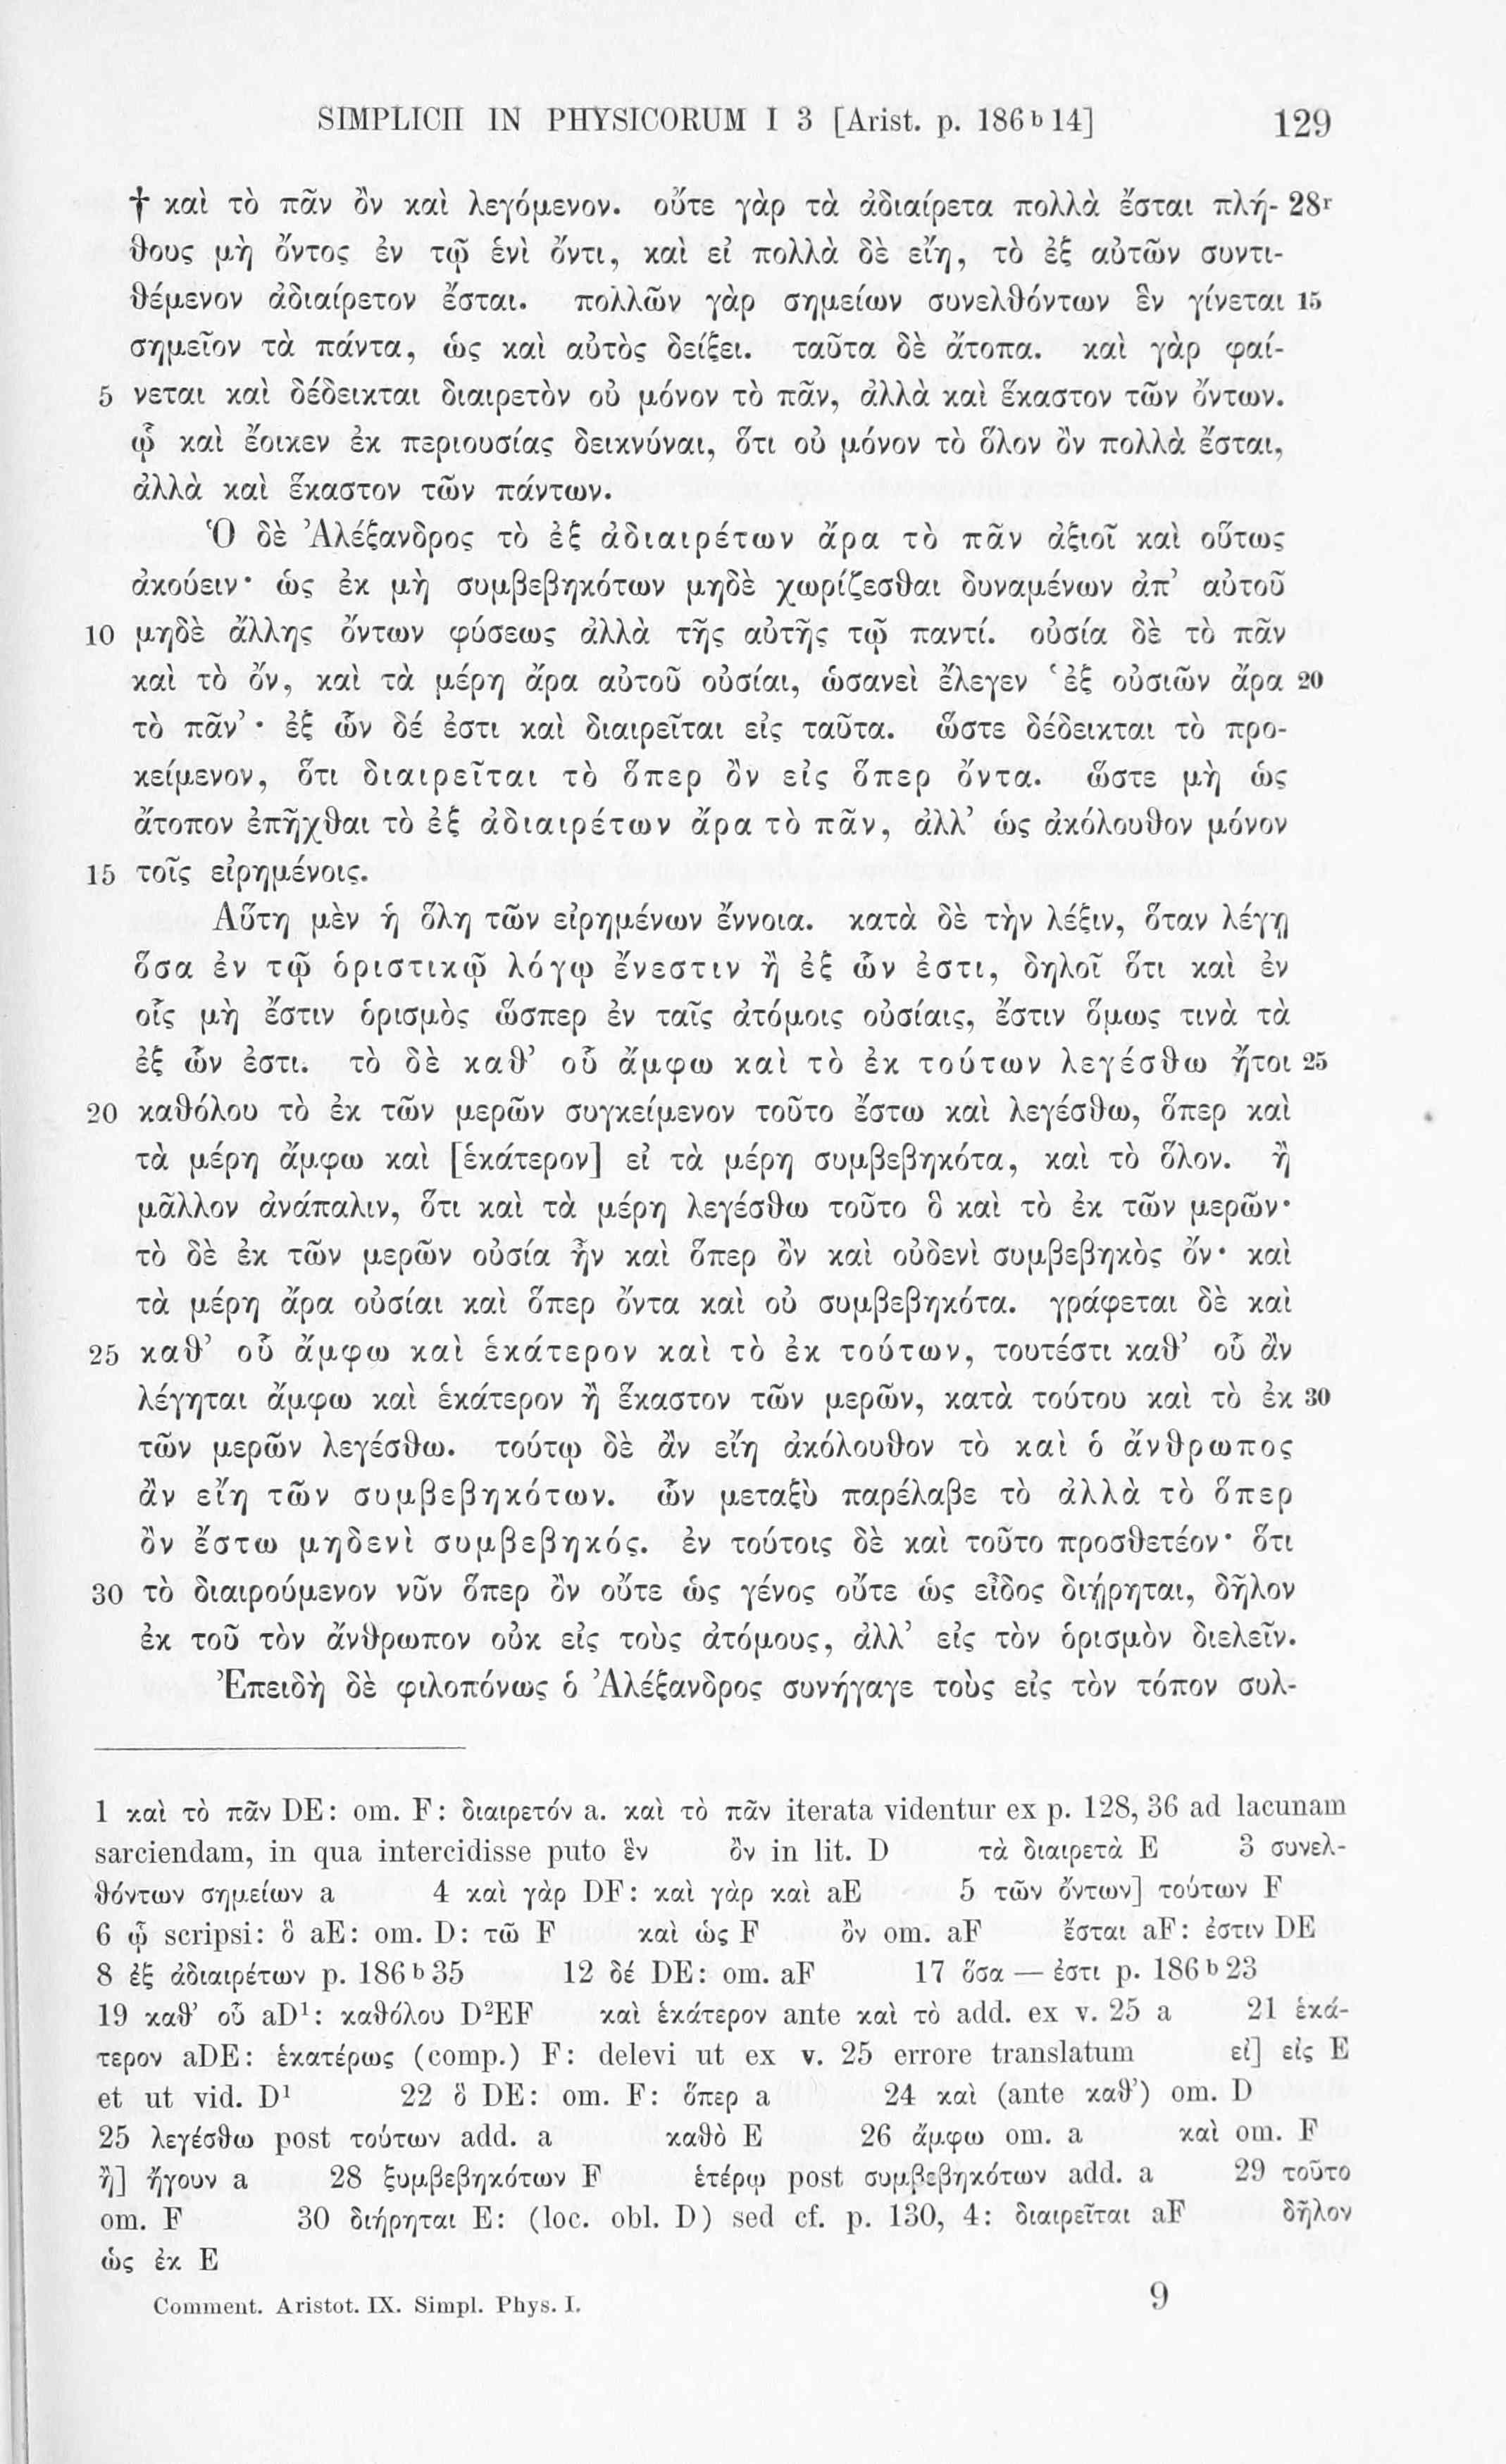 SIMPLICII IN PHYSICORUM I 3 [Arist. p. 186ᵇ14] 129
† καὶ τὸ πᾶν ὂν καὶ λεγόμενον. οὔτε γὰρ τὰ ἀδιαίρετα πολλὰ ἔσται πλή- 28ʳ
θους μὴ ὄντος ἐν τῷ ἑνὶ ὄντι, καὶ εἰ πολλὰ δὲ εἴη, τὸ ἐξ αὐτῶν συντι-
θέμενον ἀδιαίρετον ἔσται. πολλῶν γὰρ σημείων συνελθόντων ἓν γίνεται 15
σημεῖον τὰ πάντα, ὡς καὶ αὐτὸς δείξει. ταῦτα δὲ ἄτοπα. καὶ γὰρ φαί-
5 νεται καὶ δέδεικται διαιρετὸν οὐ μόνον τὸ πᾶν, ἀλλὰ καὶ ἕκαστον τῶν ὄντων.
ᾧ καὶ ἔοικεν ἐκ περιουσίας δεικνύναι, ὅτι οὐ μόνον τὸ ὅλον ὂν πολλὰ ἔσται,
ἀλλὰ καὶ ἕκαστον τῶν πάντων.
Ὁ δὲ Ἀλέξανδρος τὸ ἐξ ἀδιαιρέτων ἄρα τὸ πᾶν ἀξιοῖ καὶ οὕτως
ἀκούειν· ὡς ἐκ μὴ συμβεβηκότων μηδὲ χωρίζεσθαι δυναμένων ἀπ’ αὐτοῦ
10 μηδὲ ἄλλης ὄντων φύσεως ἀλλὰ τῆς αὐτῆς τῷ παντί. οὐσία δὲ τὸ πᾶν
καὶ τὸ ὄν, καὶ τὰ μέρη ἄρα αὐτοῦ οὐσίαι, ὡσανεὶ ἔλεγεν ‘ἐξ οὐσιῶν ἄρα 20
τὸ πᾶν’· ἐξ ὧν δέ ἐστι καὶ διαιρεῖται εἰς ταῦτα. ὥστε δέδεικται τὸ προ-
κείμενον, ὅτι διαιρεῖται τὸ ὅπερ ὂν εἰς ὅπερ ὄντα. ὥστε μὴ ὡς
ἄτοπον ἐπῆχθαι τὸ ἐξ ἀδιαιρέτων ἄρα τὸ πᾶν, ἀλλ’ ὡς ἀκόλουθον μόνον
15 τοῖς εἰρημένοις.
Αὕτη μὲν ἡ ὅλη τῶν εἰρημένων ἔννοια. κατὰ δὲ τὴν λέξιν, ὅταν λέγῃ
ὅσα ἐν τῷ ὁριστικῷ λόγῳ ἔνεστιν ἢ ἐξ ὧν ἐστι, δηλοῖ ὅτι καὶ ἐν
οἷς μὴ ἔστιν ὁρισμὸς ὥσπερ ἐν ταῖς ἀτόμοις οὐσίαις, ἔστιν ὅμως τινὰ τὰ
ἐξ ὧν ἐστι. τὸ δὲ καθ’ οὗ ἄμφω καὶ τὸ ἐκ τούτων λεγέσθω ἤτοι 25
20 καθόλου τὸ ἐκ τῶν μερῶν συγκείμενον τοῦτο ἔστω καὶ λεγέσθω, ὅπερ καὶ
τὰ μέρη ἄμφω καὶ [ἑκάτερον] εἰ τὰ μέρη συμβεβηκότα, καὶ τὸ ὅλον. ἢ
μᾶλλον ἀνάπαλιν, ὅτι καὶ τὰ μέρη λεγέσθω τοῦτο ὃ καὶ τὸ ἐκ τῶν μερῶν·
τὸ δὲ ἐκ τῶν μερῶν οὐσία ἦν καὶ ὅπερ ὂν καὶ οὐδενὶ συμβεβηκὸς ὄν· καὶ
τὰ μέρη ἄρα οὐσίαι καὶ ὅπερ ὄντα καὶ οὐ συμβεβηκότα. γράφεται δὲ καὶ
25 καθ’ οὗ ἄμφω καὶ ἑκάτερον καὶ τὸ ἐκ τούτων, τουτέστι καθ’ οὗ ἂν
λέγηται ἄμφω καὶ ἑκάτερον ἢ ἕκαστον τῶν μερῶν, κατὰ τούτου καὶ τὸ ἐκ 30
τῶν μερῶν λεγέσθω. τούτῳ δὲ ἂν εἴη ἀκόλουθον τὸ καὶ ὁ ἄνθρωπος
ἂν εἴη τῶν συμβεβηκότων. ὧν μεταξὺ παρέλαβε τὸ ἀλλὰ τὸ ὅπερ
ὂν ἔστω μηδενὶ συμβεβηκός. ἐν τούτοις δὲ καὶ τοῦτο προσθετέον· ὅτι
30 τὸ διαιρούμενον νῦν ὅπερ ὂν οὔτε ὡς γένος οὔτε ὡς εἶδος διῄρηται, δῆλον
ἐκ τοῦ τὸν ἄνθρωπον οὐκ εἰς τοὺς ἀτόμους, ἀλλ’ εἰς τὸν ὁρισμὸν διελεῖν.
Ἐπειδὴ δὲ φιλοπόνως ὁ Ἀλέξανδρος συνήγαγε τοὺς εἰς τὸν τόπον συλ-
1 καὶ τὸ πᾶν DE: om. F: διαιρετόν a. καὶ τὸ πᾶν iterata videntur ex p. 128, 36 ad lacunam
sarciendam, in qua intercidisse puto ἓν ὂν in lit. D τὰ διαιρετὰ E 3 συνελ-
θόντων σημείων a 4 καὶ γὰρ DF: καὶ γὰρ καὶ aE 5 τῶν ὄντων] τούτων F
6 ᾧ scripsi: ὃ aE: om. D: τῶ F καὶ ὡς F ὂν om. aF ἔσται aF: ἐστιν DE
8 ἐξ ἀδιαιρέτων p. 186ᵇ35 12 δέ DE: om. aF 17 ὅσα — ἐστι p. 186ᵇ23
19 καθ’ οὗ aD¹: καθόλου D²EF καὶ ἑκάτερον ante καὶ τὸ add. ex v. 25 a 21 ἑκά-
τερον aDE: ἑκατέρως (comp.) F: delevi ut ex v. 25 errore translatum εἰ] εἰς E
et ut vid. D¹ 22 ὃ DE: om. F: ὅπερ a 24 καὶ (ante καθ’) om. D
25 λεγέσθω post τούτων add. a καθὸ E 26 ἄμφω om. a καὶ om. F
ἢ] ἤγουν a 28 ξυμβεβηκότων F ἑτέρῳ post συμβεβηκότων add. a 29 τοῦτο
om. F 30 διήρηται E: (loc. obl. D) sed cf. p. 130, 4: διαιρεῖται aF δῆλον
ὡς ἐκ E
Comment. Aristot. IX. Simpl. Phys. I. 9